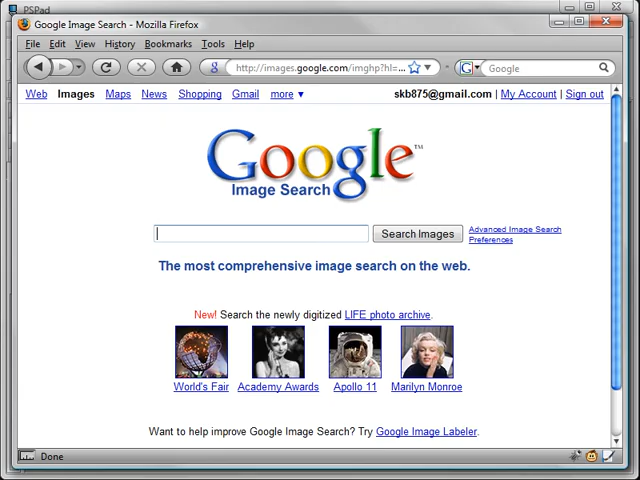 PSPad
Google Image Search - Mozilla Firefox
File Edit View History Bookmarks Tools Help
http://images.google.com/imghp?hl=... Google
Web Images Maps News Shopping Gmail more ▼ skb875@gmail.com | My Account | Sign out
Google™
Image Search
Search Images
Advanced Image Search
Preferences
The most comprehensive image search on the web.
New! Search the newly digitized LIFE photo archive.
World's Fair Academy Awards Apollo 11 Marilyn Monroe
Want to help improve Google Image Search? Try Google Image Labeler.
Done